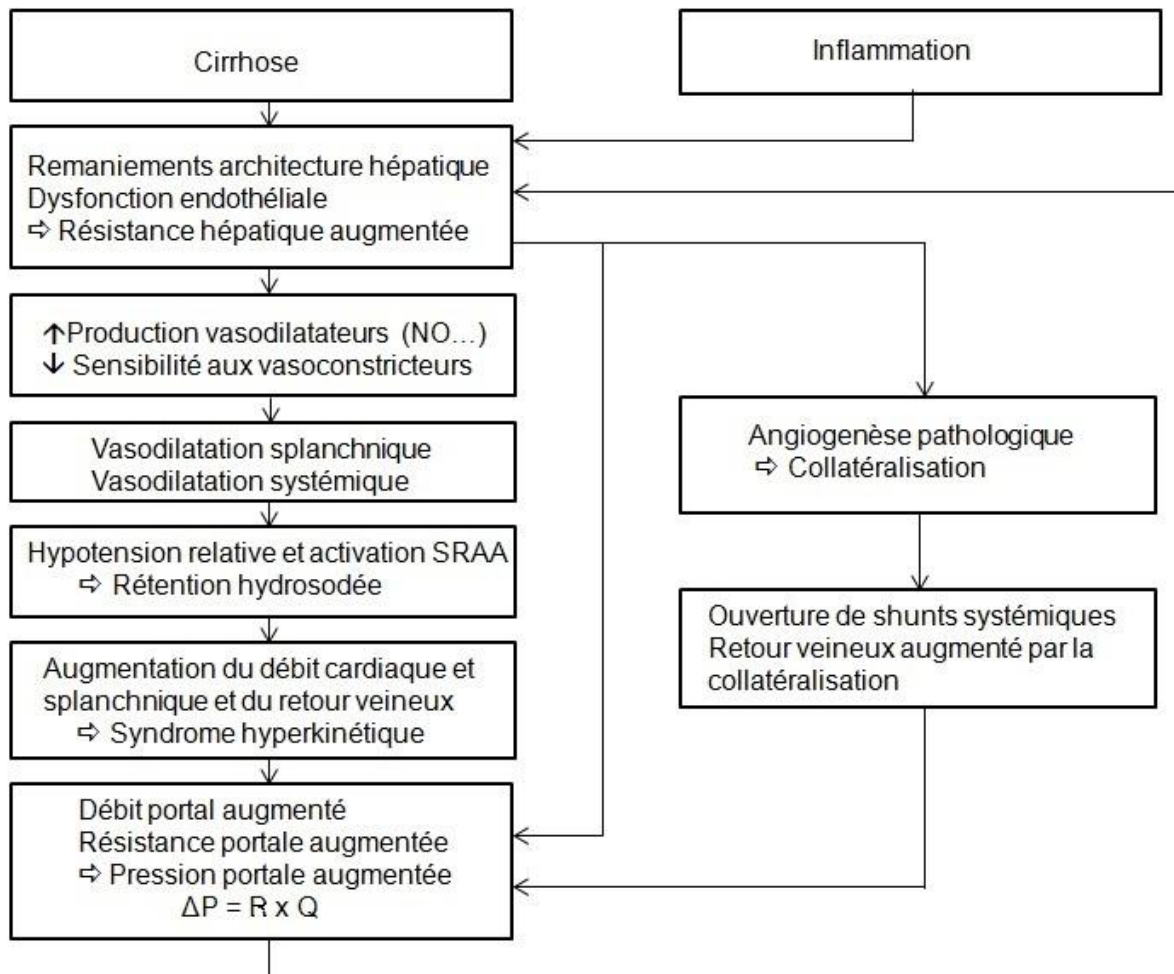 Cirrhose
Inflammation
Remaniements architecture hépatique
Dysfonction endothéliale
⇨ Résistance hépatique augmentée
↑Production vasodilatateurs (NO…)
↓ Sensibilité aux vasoconstricteurs
Vasodilatation splanchnique
Vasodilatation systémique
Hypotension relative et activation SRAA
⇨ Rétention hydrosodée
Augmentation du débit cardiaque et
splanchnique et du retour veineux
⇨ Syndrome hyperkinétique
Débit portal augmenté
Résistance portale augmentée
⇨ Pression portale augmentée
ΔP = R x Q
Angiogenèse pathologique
⇨ Collatéralisation
Ouverture de shunts systémiques
Retour veineux augmenté par la
collatéralisation